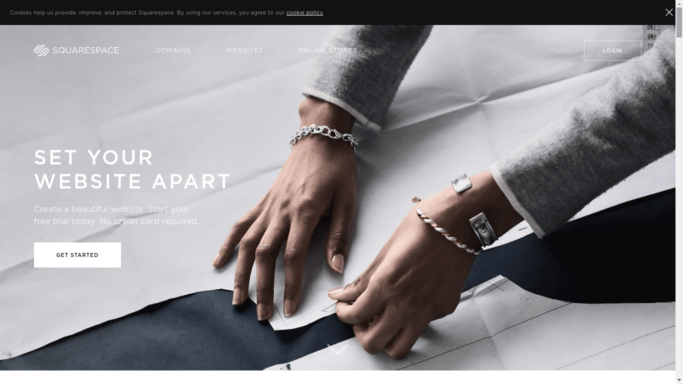 Cookies help us provide, improve, and protect Squarespace. By using our services, you agree to our cookie policy.
SQUARESPACE
DOMAINS
WEBSITES
ONLINE STORES
LOGIN
SET YOUR
WEBSITE APART
Create a beautiful website. Start your
free trial today. No credit card required.
GET STARTED